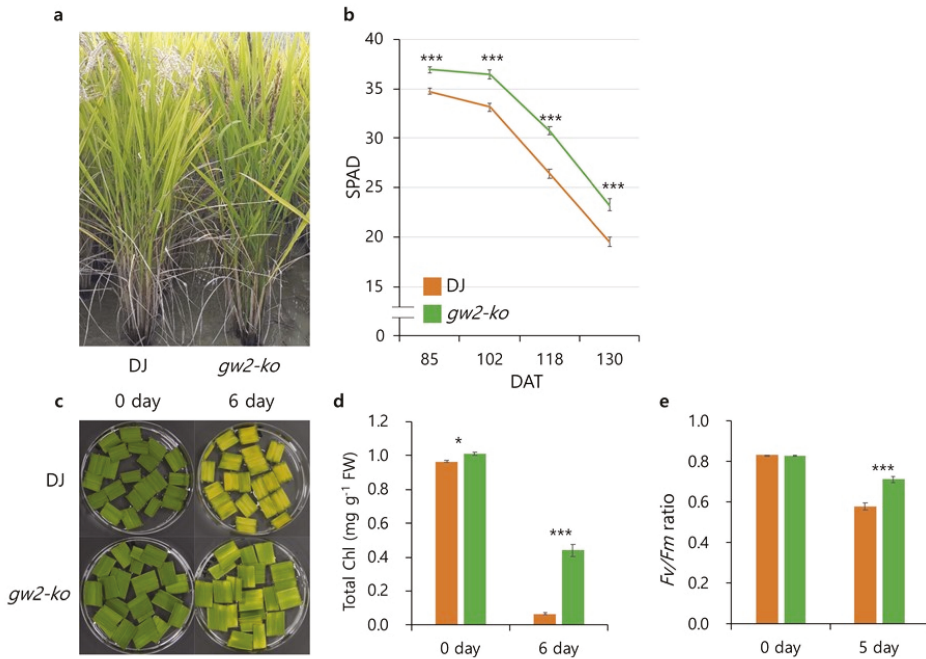 a
DJ
gw2-ko
b
40
35
30
25
20
15
0
SPAD
***
***
***
***
DJ
gw2-ko
85 102 118 130
DAT
c
0 day 6 day
DJ
gw2-ko
d
1.2
1.0
0.8
0.6
0.4
0.2
0.0
Total Chl (mg g⁻¹ FW)
*
***
0 day 6 day
e
1.0
0.8
0.6
0.4
0.2
0.0
Fv/Fm ratio
***
0 day 5 day